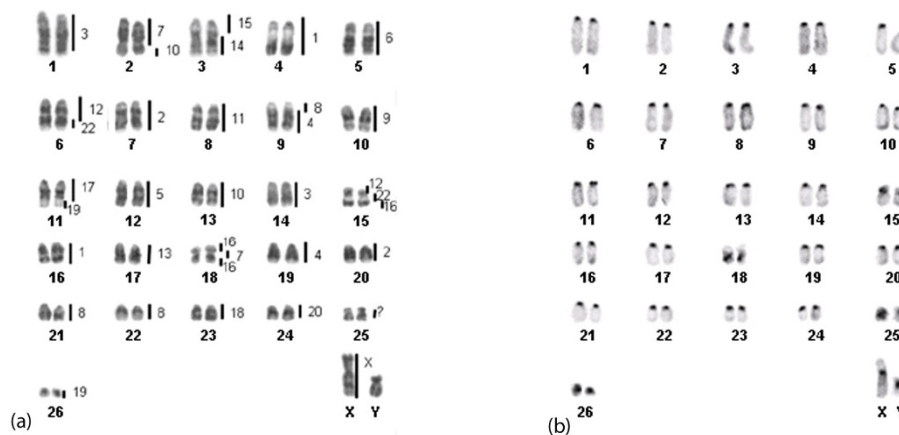 3 7 10 15 14 1 6
1 2 3 4 5
12 22 2 11 8 4 9
6 7 8 9 10
17 19 5 10 3 12 22 16
11 12 13 14 15
1 13 16 7 16 4 2
16 17 18 19 20
8 8 18 20 ?
21 22 23 24 25
19 X
26 X Y
(a)
1 2 3 4 5
6 7 8 9 10
11 12 13 14 15
16 17 18 19 20
21 22 23 24 25
26 X Y
(b)